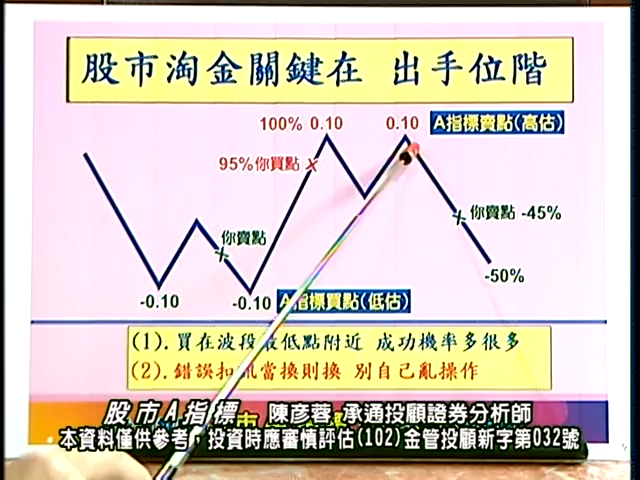 股市淘金關鍵在 出手位階
100% 0.10
0.10
A指標賣點(高估)
95%你買點
你賣點 -45%
你賣點
-50%
-0.10
-0.10
A指標買點(低估)
(1). 買在波段最低點附近 成功機率多很多
(2). 錯誤扣訊當換則換 別自己亂操作
股市A指標 陳彥蓉 承通投顧證券分析師
本資料僅供參考，投資時應審慎評估(102)金管投顧新字第032號